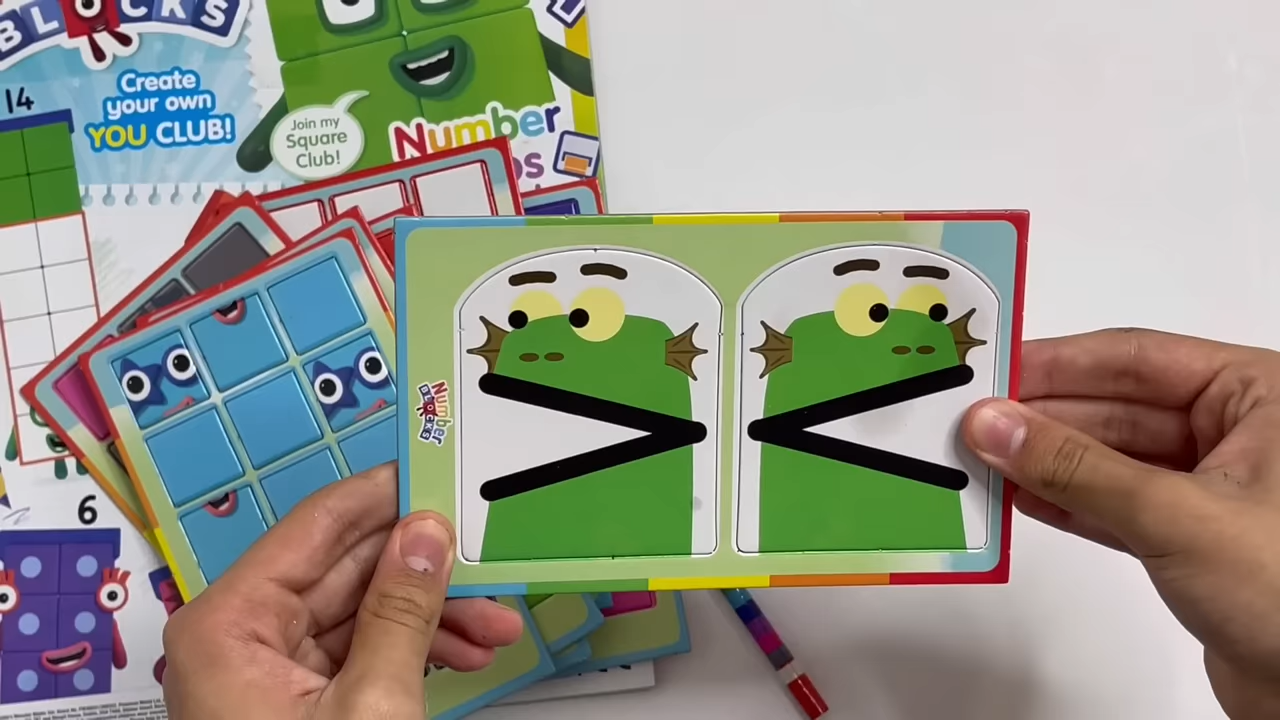 BLOCKS
Create
your own
YOU CLUB!
14
Join my
Square
Club!
Number
Number
BLOCKS
6